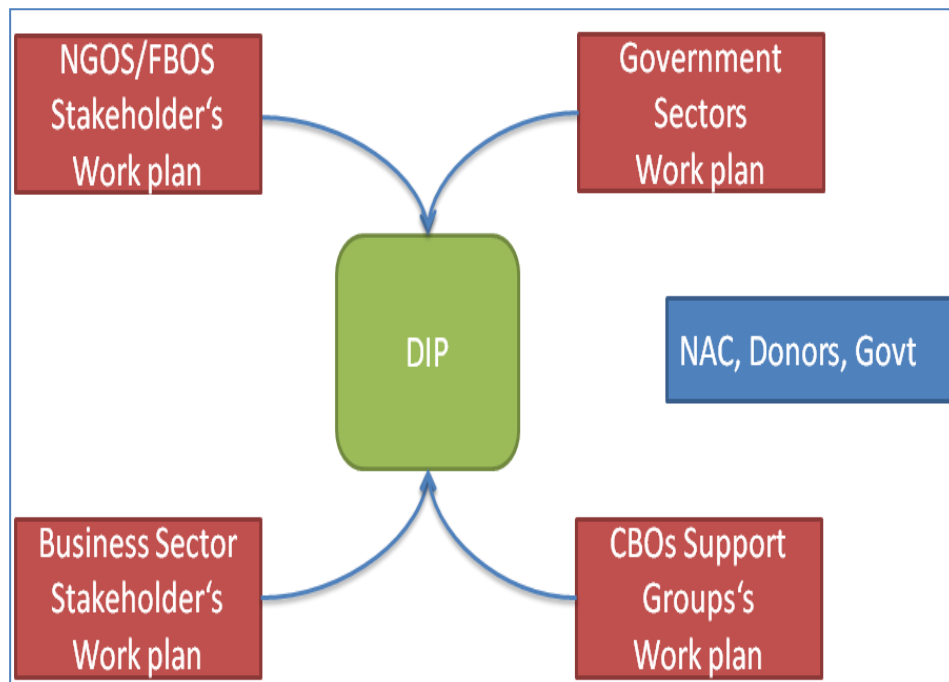 NGOS/FBOS
Stakeholder‘s
Work plan
Government
Sectors
Work plan
DIP
NAC, Donors, Govt
Business Sector
Stakeholder‘s
Work plan
CBOs Support
Groups‘s
Work plan